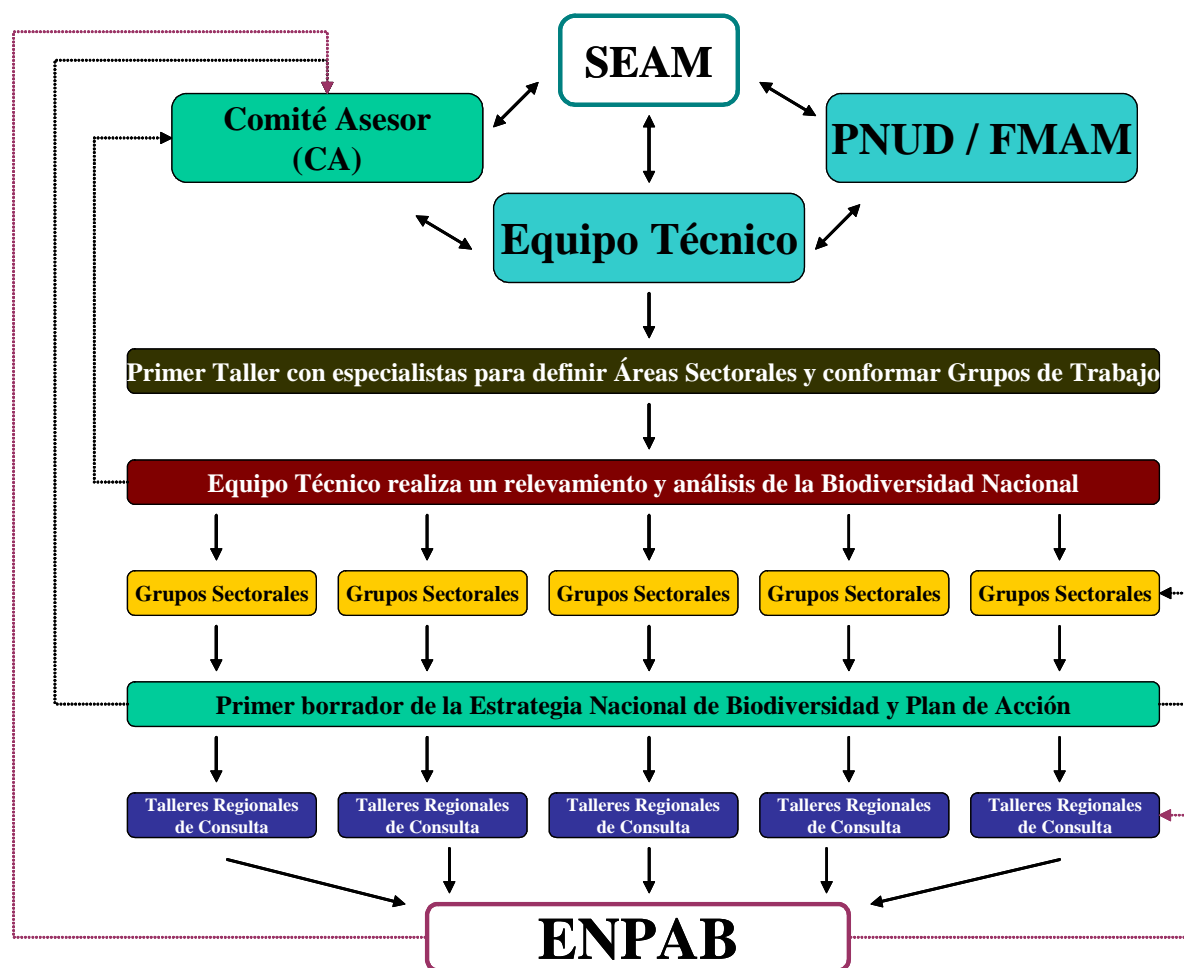 SEAM
Comité Asesor
(CA)
PNUD / FMAM
Equipo Técnico
Primer Taller con especialistas para definir Áreas Sectorales y conformar Grupos de Trabajo
Equipo Técnico realiza un relevamiento y análisis de la Biodiversidad Nacional
Grupos Sectorales
Grupos Sectorales
Grupos Sectorales
Grupos Sectorales
Grupos Sectorales
Primer borrador de la Estrategia Nacional de Biodiversidad y Plan de Acción
Talleres Regionales
de Consulta
Talleres Regionales
de Consulta
Talleres Regionales
de Consulta
Talleres Regionales
de Consulta
Talleres Regionales
de Consulta
ENPAB